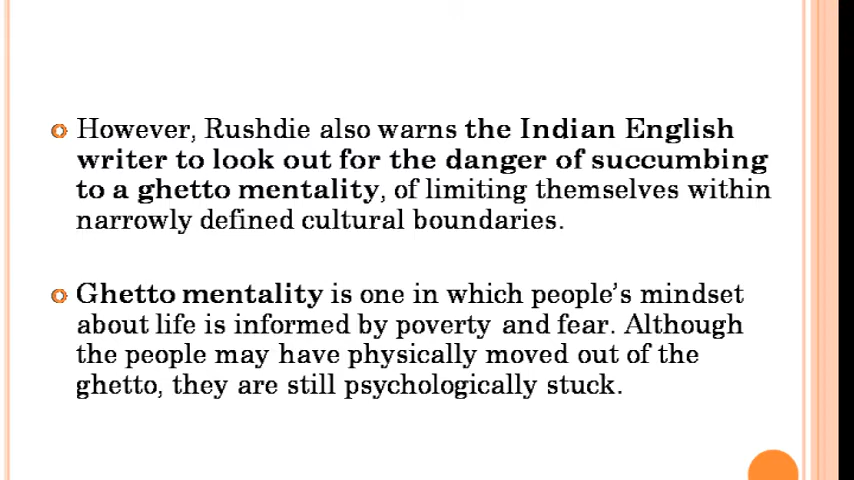 However, Rushdie also warns the Indian English
writer to look out for the danger of succumbing
to a ghetto mentality, of limiting themselves within
narrowly defined cultural boundaries.
Ghetto mentality is one in which people’s mindset
about life is informed by poverty and fear. Although
the people may have physically moved out of the
ghetto, they are still psychologically stuck.